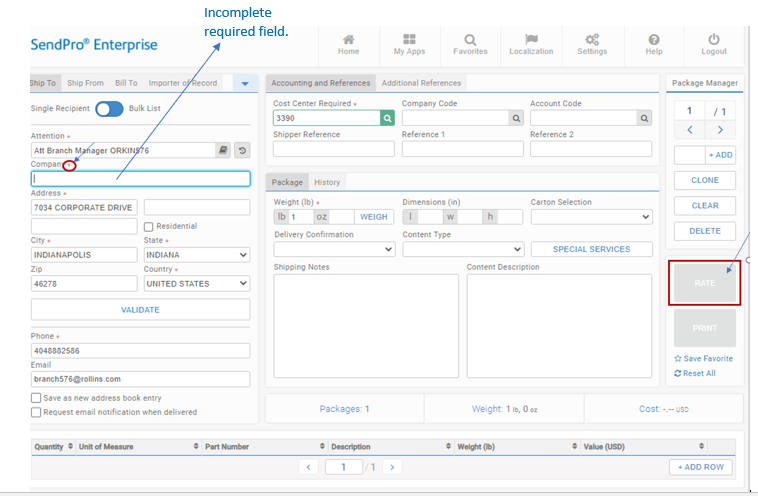 Incomplete
required field.
SendPro® Enterprise
Home
My Apps
Favorites
Localization
Settings
Help
Logout
Ship To Ship From Bill To Importer of Record
Single Recipient Bulk List
Attention *
Att Branch Manager ORKIN576
Company *
Address *
7034 CORPORATE DRIVE
Residential
City * State *
INDIANAPOLIS INDIANA
Zip Country *
46278 UNITED STATES
VALIDATE
Phone *
4048882586
Email
branch576@rollins.com
Save as new address book entry
Request email notification when delivered
Accounting and References Additional References
Cost Center Required * Company Code Account Code
3390
Shipper Reference Reference 1 Reference 2
Package History
Weight (lb) * Dimensions (in) Carton Selection
lb 1 oz WEIGH l w h
Delivery Confirmation Content Type
SPECIAL SERVICES
Shipping Notes Content Description
Package Manager
1 / 1
< >
+ ADD
CLONE
CLEAR
DELETE
RATE
PRINT
Save Favorite
Reset All
Packages: 1 Weight: 1 lb, 0 oz Cost: -.-- USD
Quantity Unit of Measure Part Number Description Weight (lb) Value (USD)
< 1 / 1 >
+ ADD ROW